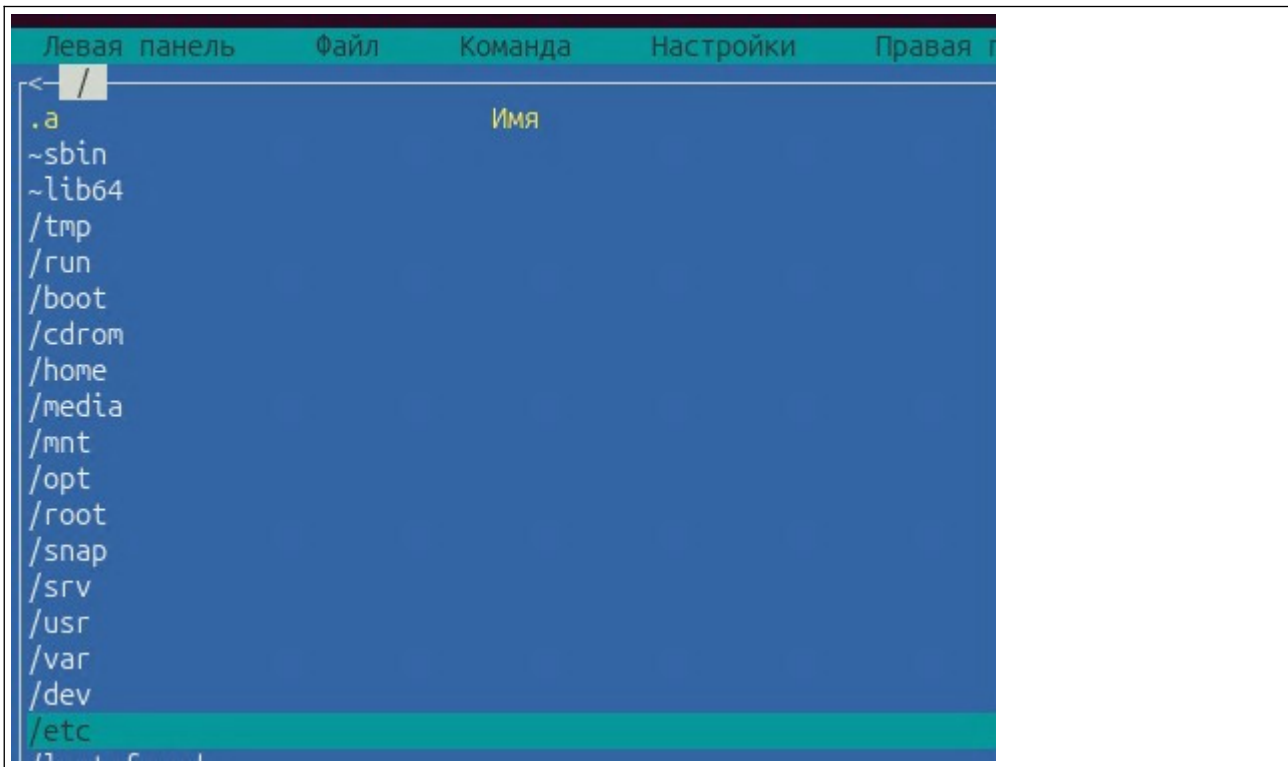 Левая панель Файл Команда Настройки Правая
<- /
.а Имя
~sbin
~lib64
/tmp
/run
/boot
/cdrom
/home
/media
/mnt
/opt
/root
/snap
/srv
/usr
/var
/dev
/etc